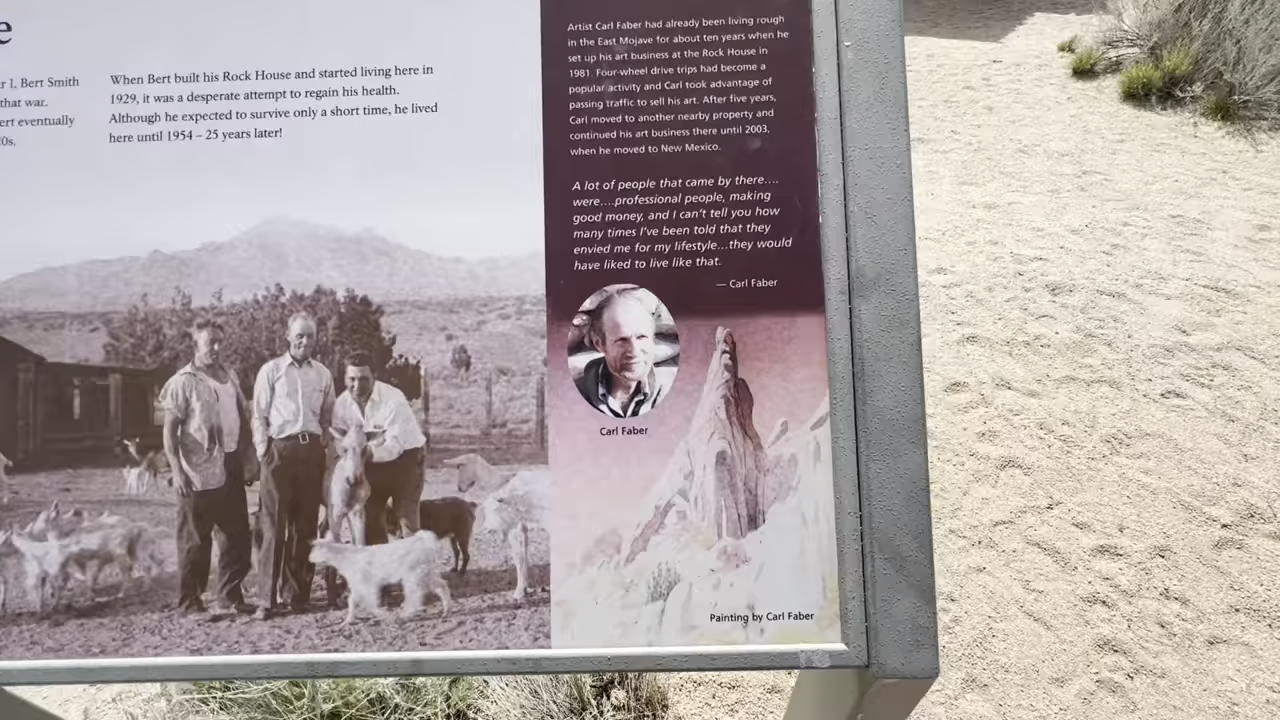 e
r I, Bert Smith
that war.
ert eventually
0s.
When Bert built his Rock House and started living here in
1929, it was a desperate attempt to regain his health.
Although he expected to survive only a short time, he lived
here until 1954 – 25 years later!
Artist Carl Faber had already been living rough
in the East Mojave for about ten years when he
set up his art business at the Rock House in
1981. Four-wheel drive trips had become a
popular activity and Carl took advantage of
passing traffic to sell his art. After five years,
Carl moved to another nearby property and
continued his art business there until 2003,
when he moved to New Mexico.
A lot of people that came by there....
were....professional people, making
good money, and I can't tell you how
many times I've been told that they
envied me for my lifestyle...they would
have liked to live like that.
— Carl Faber
Carl Faber
Painting by Carl Faber